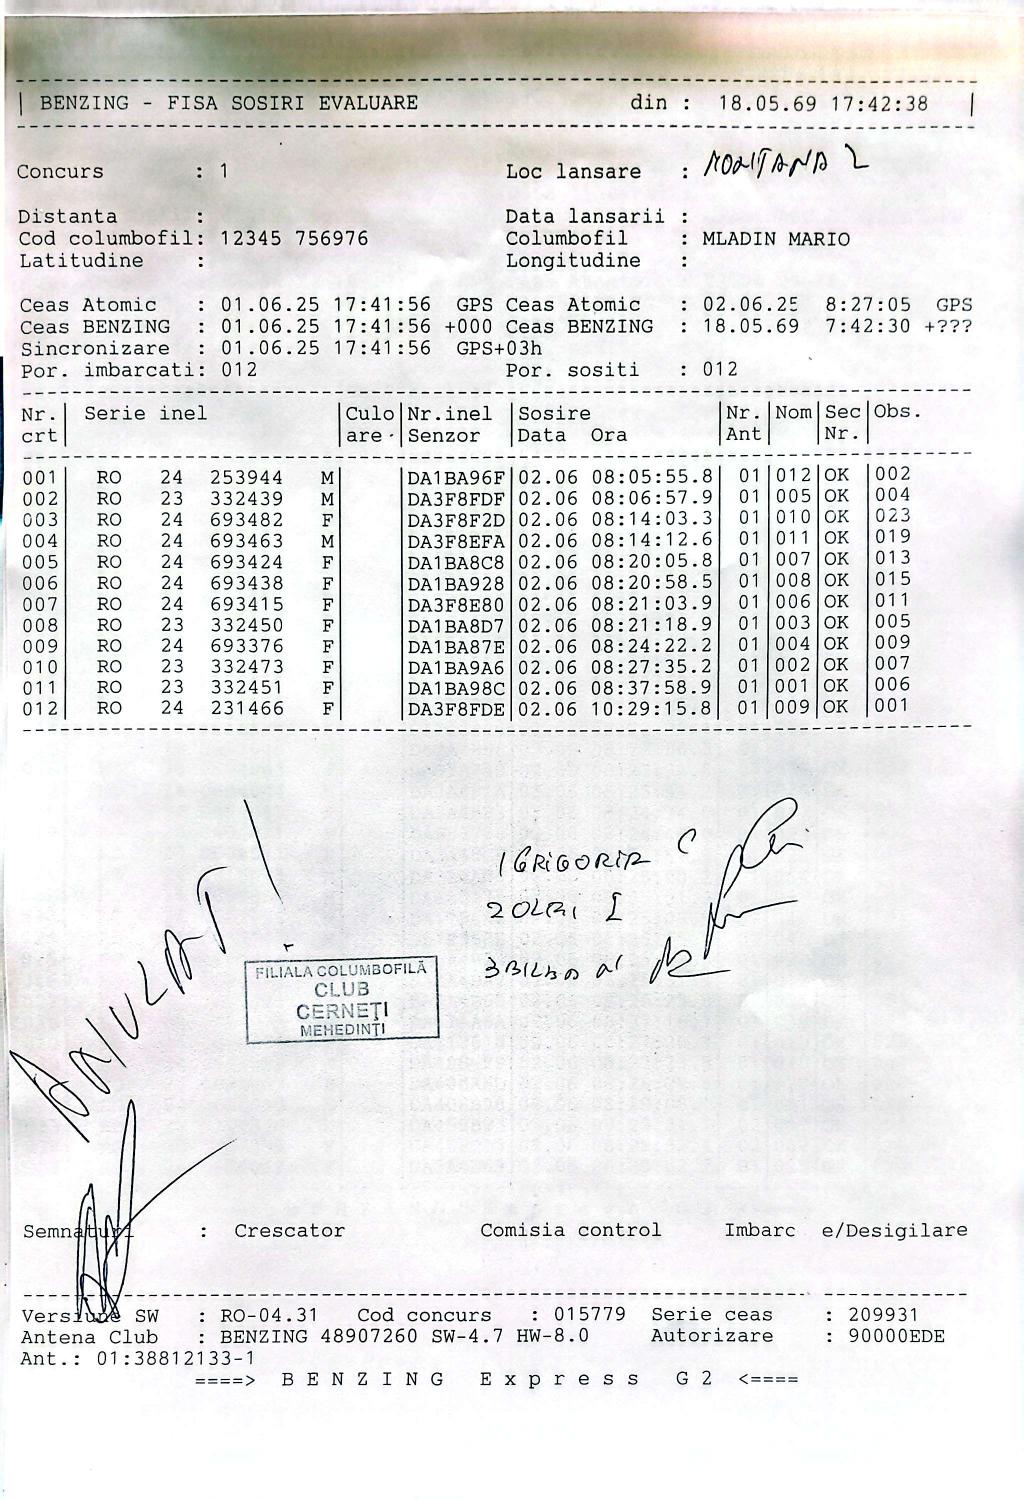 BENZING - FISA SOSIRI EVALUARE din : 18.05.69 17:42:38
Concurs : 1 Loc lansare : MONTANA 2
Distanta : Data lansarii :
Cod columbofil: 12345 756976 Columbofil : MLADIN MARIO
Latitudine : Longitudine :
Ceas Atomic : 01.06.25 17:41:56 GPS Ceas Atomic : 02.06.25 8:27:05 GPS
Ceas BENZING : 01.06.25 17:41:56 +000 Ceas BENZING : 18.05.69 7:42:30 +???
Sincronizare : 01.06.25 17:41:56 GPS+03h
Por. imbarcati: 012 Por. sositi : 012
Nr. | Serie inel | Culo | Nr.inel | Sosire | Nr. | Nom | Sec | Obs.
crt | | are | Senzor | Data Ora | Ant | | Nr. |
001 | RO 24 253944 M | | DA1BA96F | 02.06 08:05:55.8 | 01 | 012 | OK | 002
002 | RO 23 332439 M | | DA3F8FDF | 02.06 08:06:57.9 | 01 | 005 | OK | 004
003 | RO 24 693482 F | | DA3F8F2D | 02.06 08:14:03.3 | 01 | 010 | OK | 023
004 | RO 24 693463 M | | DA3F8EFA | 02.06 08:14:12.6 | 01 | 011 | OK | 019
005 | RO 24 693424 F | | DA1BA8C8 | 02.06 08:20:05.8 | 01 | 007 | OK | 013
006 | RO 24 693438 F | | DA1BA928 | 02.06 08:20:58.5 | 01 | 008 | OK | 015
007 | RO 24 693415 F | | DA3F8E80 | 02.06 08:21:03.9 | 01 | 006 | OK | 011
008 | RO 23 332450 F | | DA1BA8D7 | 02.06 08:21:18.9 | 01 | 003 | OK | 005
009 | RO 24 693376 F | | DA1BA87E | 02.06 08:24:22.2 | 01 | 004 | OK | 009
010 | RO 23 332473 F | | DA1BA9A6 | 02.06 08:27:35.2 | 01 | 002 | OK | 007
011 | RO 23 332451 F | | DA1BA98C | 02.06 08:37:58.9 | 01 | 001 | OK | 006
012 | RO 24 231466 F | | DA3F8FDE | 02.06 10:29:15.8 | 01 | 009 | OK | 001
ANULAT!
1 GRIGORIE C
2
3
FILIALA COLUMBOFILĂ
CLUB
CERNEŢI
MEHEDINTI
Semnaturi : Crescator Comisia control Imbarc e/Desigilare
Versiune SW : RO-04.31 Cod concurs : 015779 Serie ceas : 209931
Antena Club : BENZING 48907260 SW-4.7 HW-8.0 Autorizare : 90000EDE
Ant.: 01:38812133-1
====> B E N Z I N G E x p r e s s G 2 <====